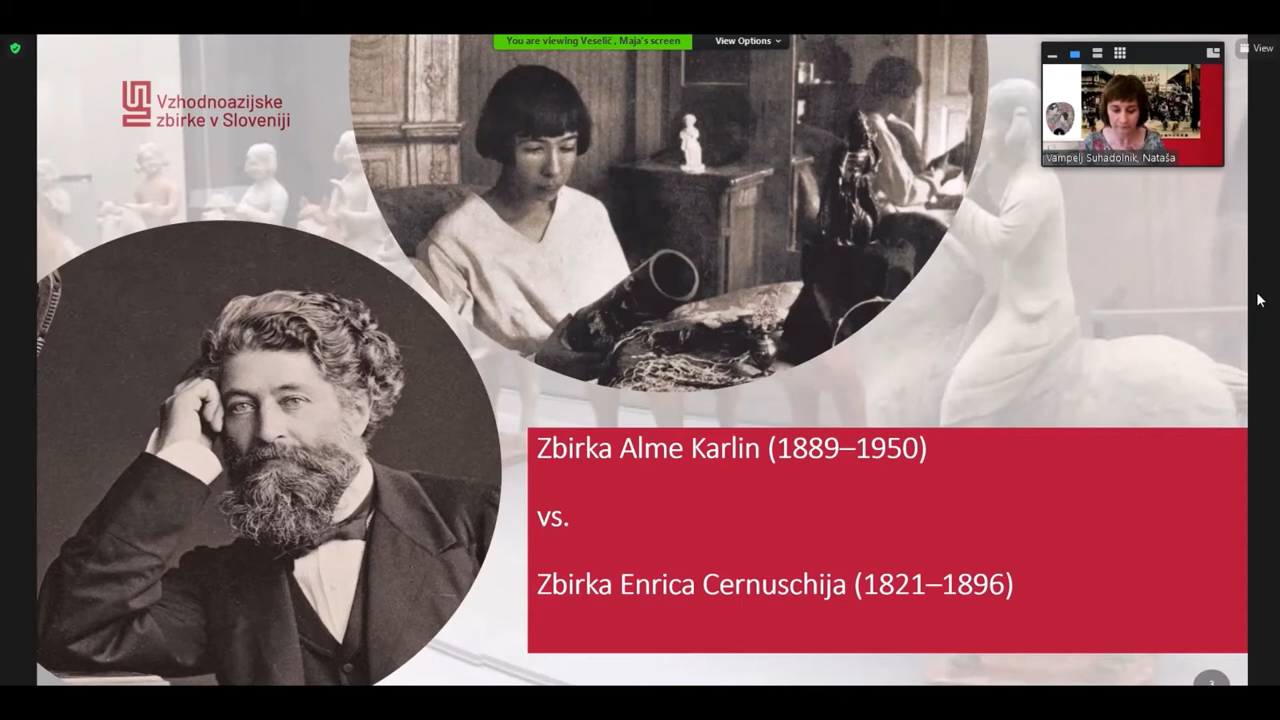 You are viewing Veselič , Maja's screen
View Options
View
Vzhodnoazijske
zbirke v Sloveniji
Vampelj Suhadolnik, Nataša
Zbirka Alme Karlin (1889–1950)
vs.
Zbirka Enrica Cernuschija (1821–1896)
3